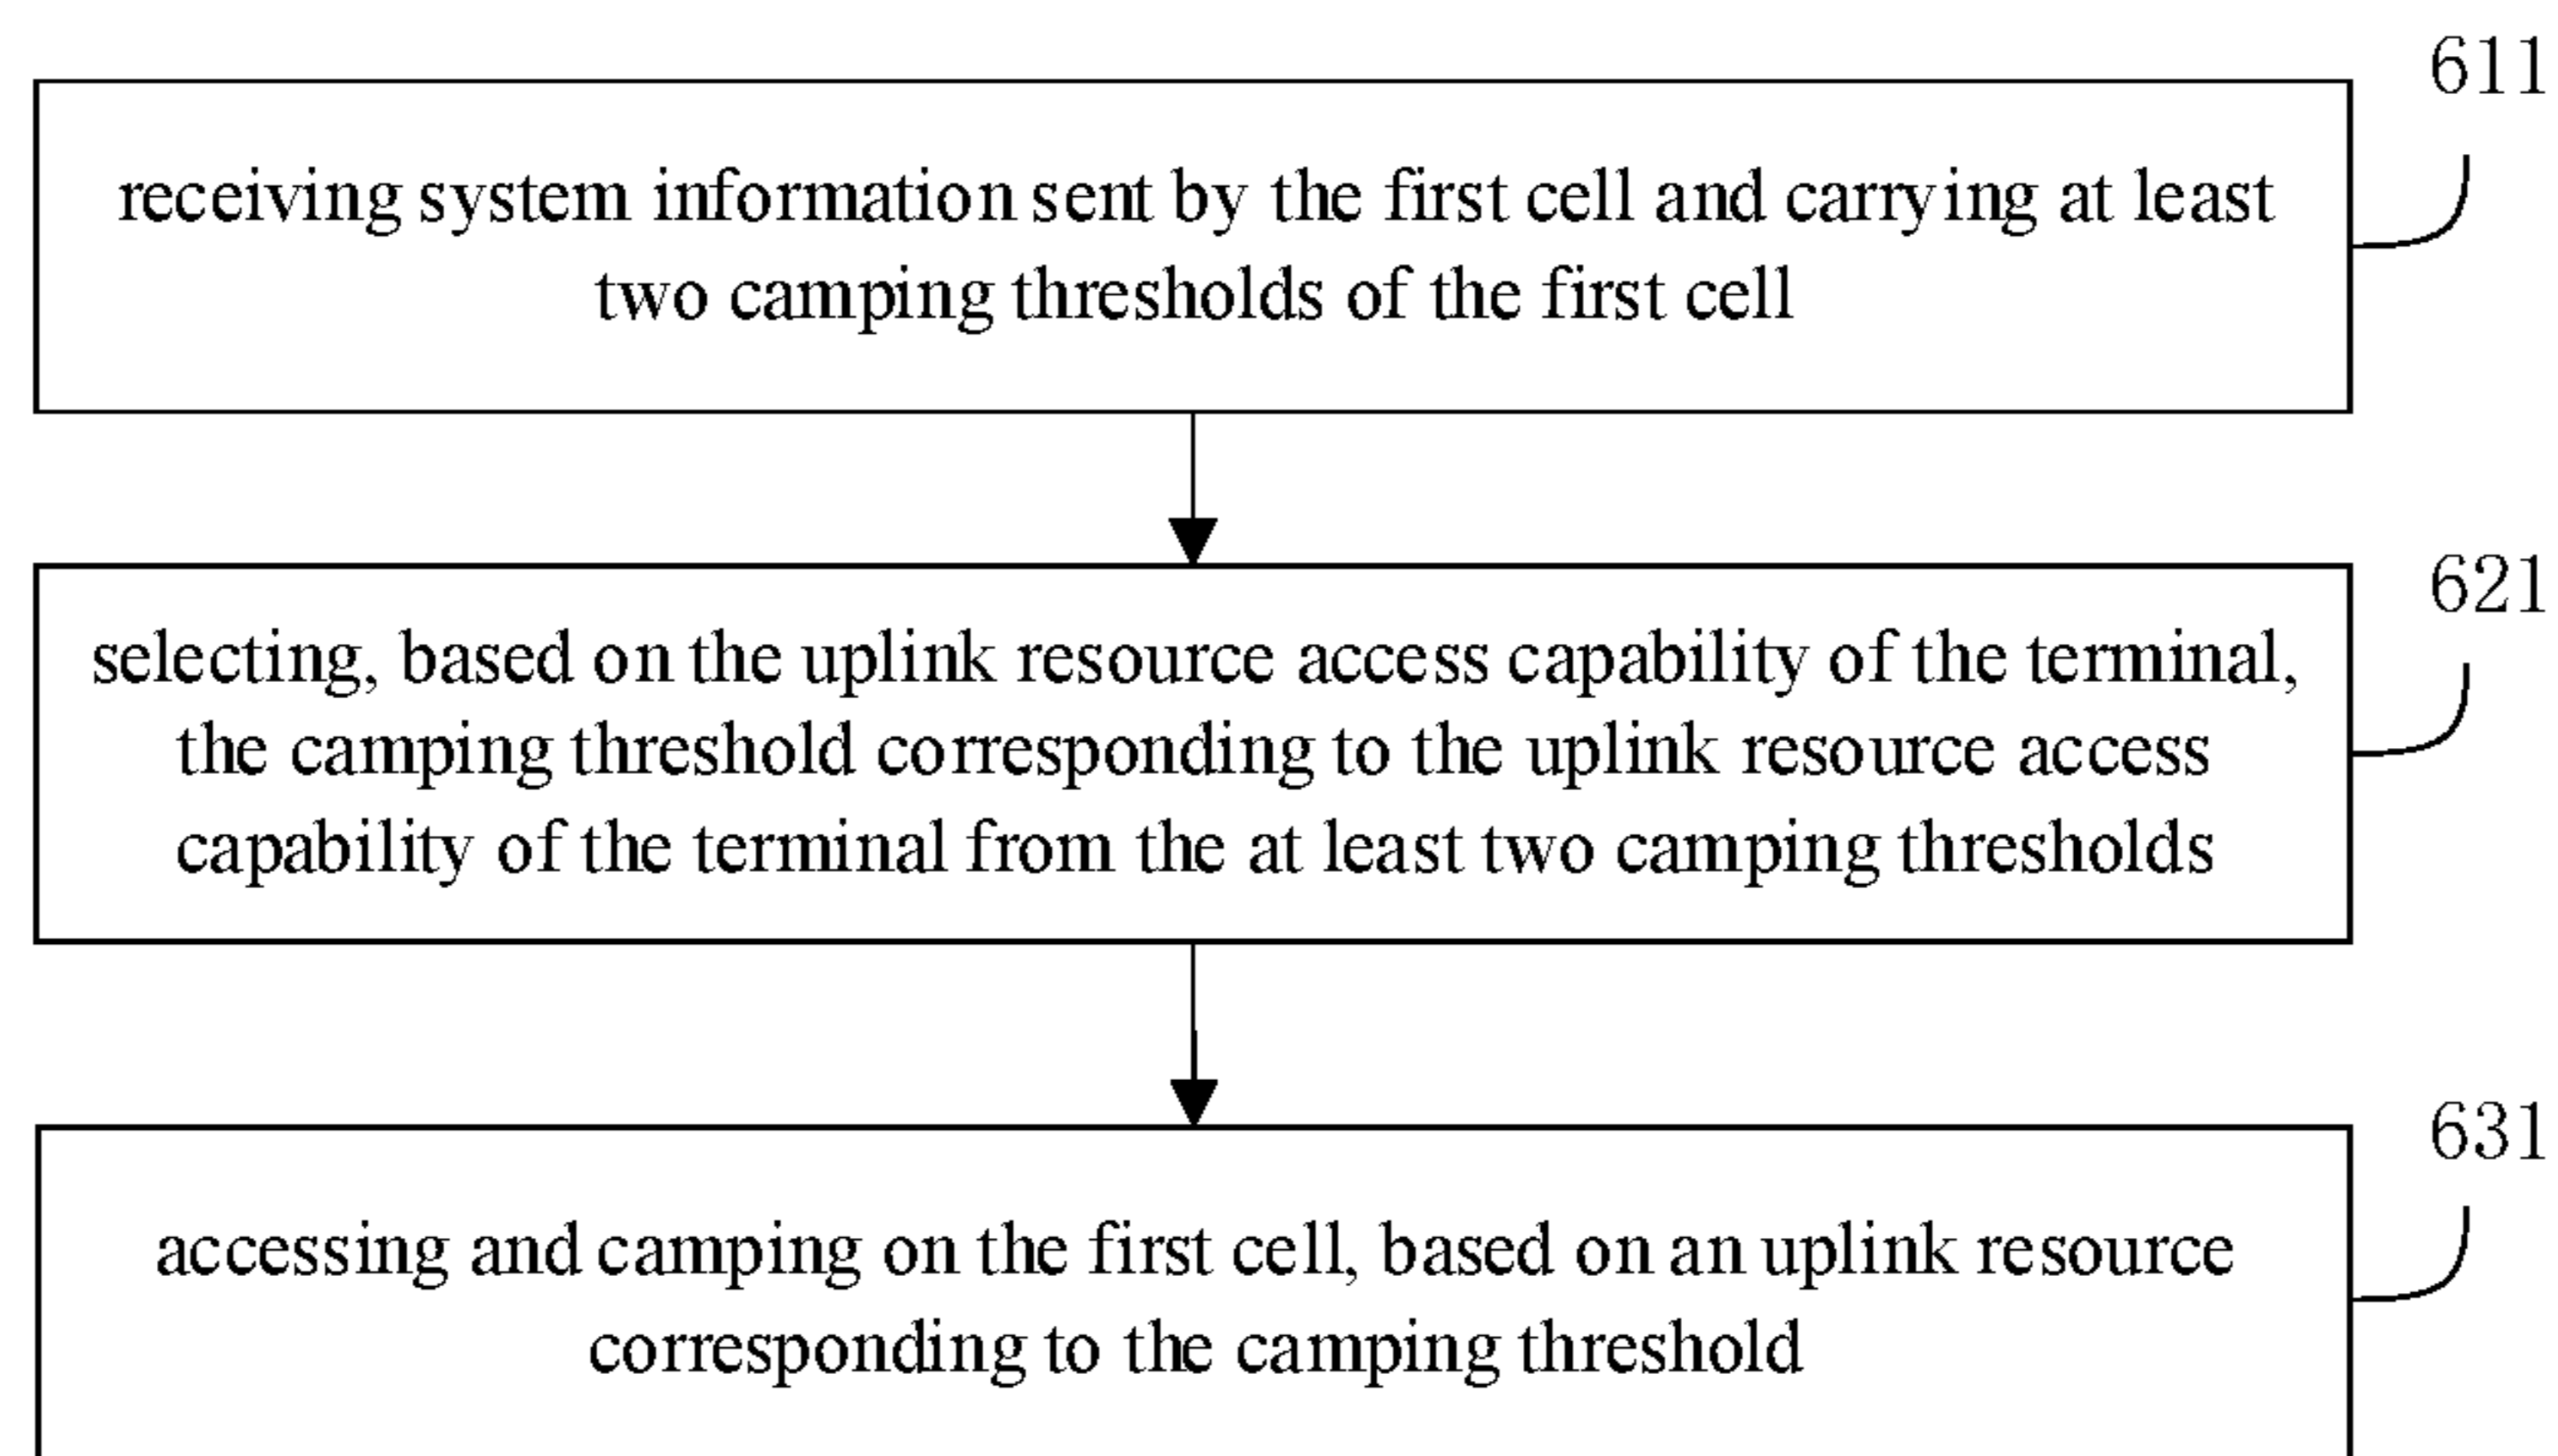 611
receiving system information sent by the first cell and carrying at least
two camping thresholds of the first cell
621
selecting, based on the uplink resource access capability of the terminal,
the camping threshold corresponding to the uplink resource access
capability of the terminal from the at least two camping thresholds
631
accessing and camping on the first cell, based on an uplink resource
corresponding to the camping threshold